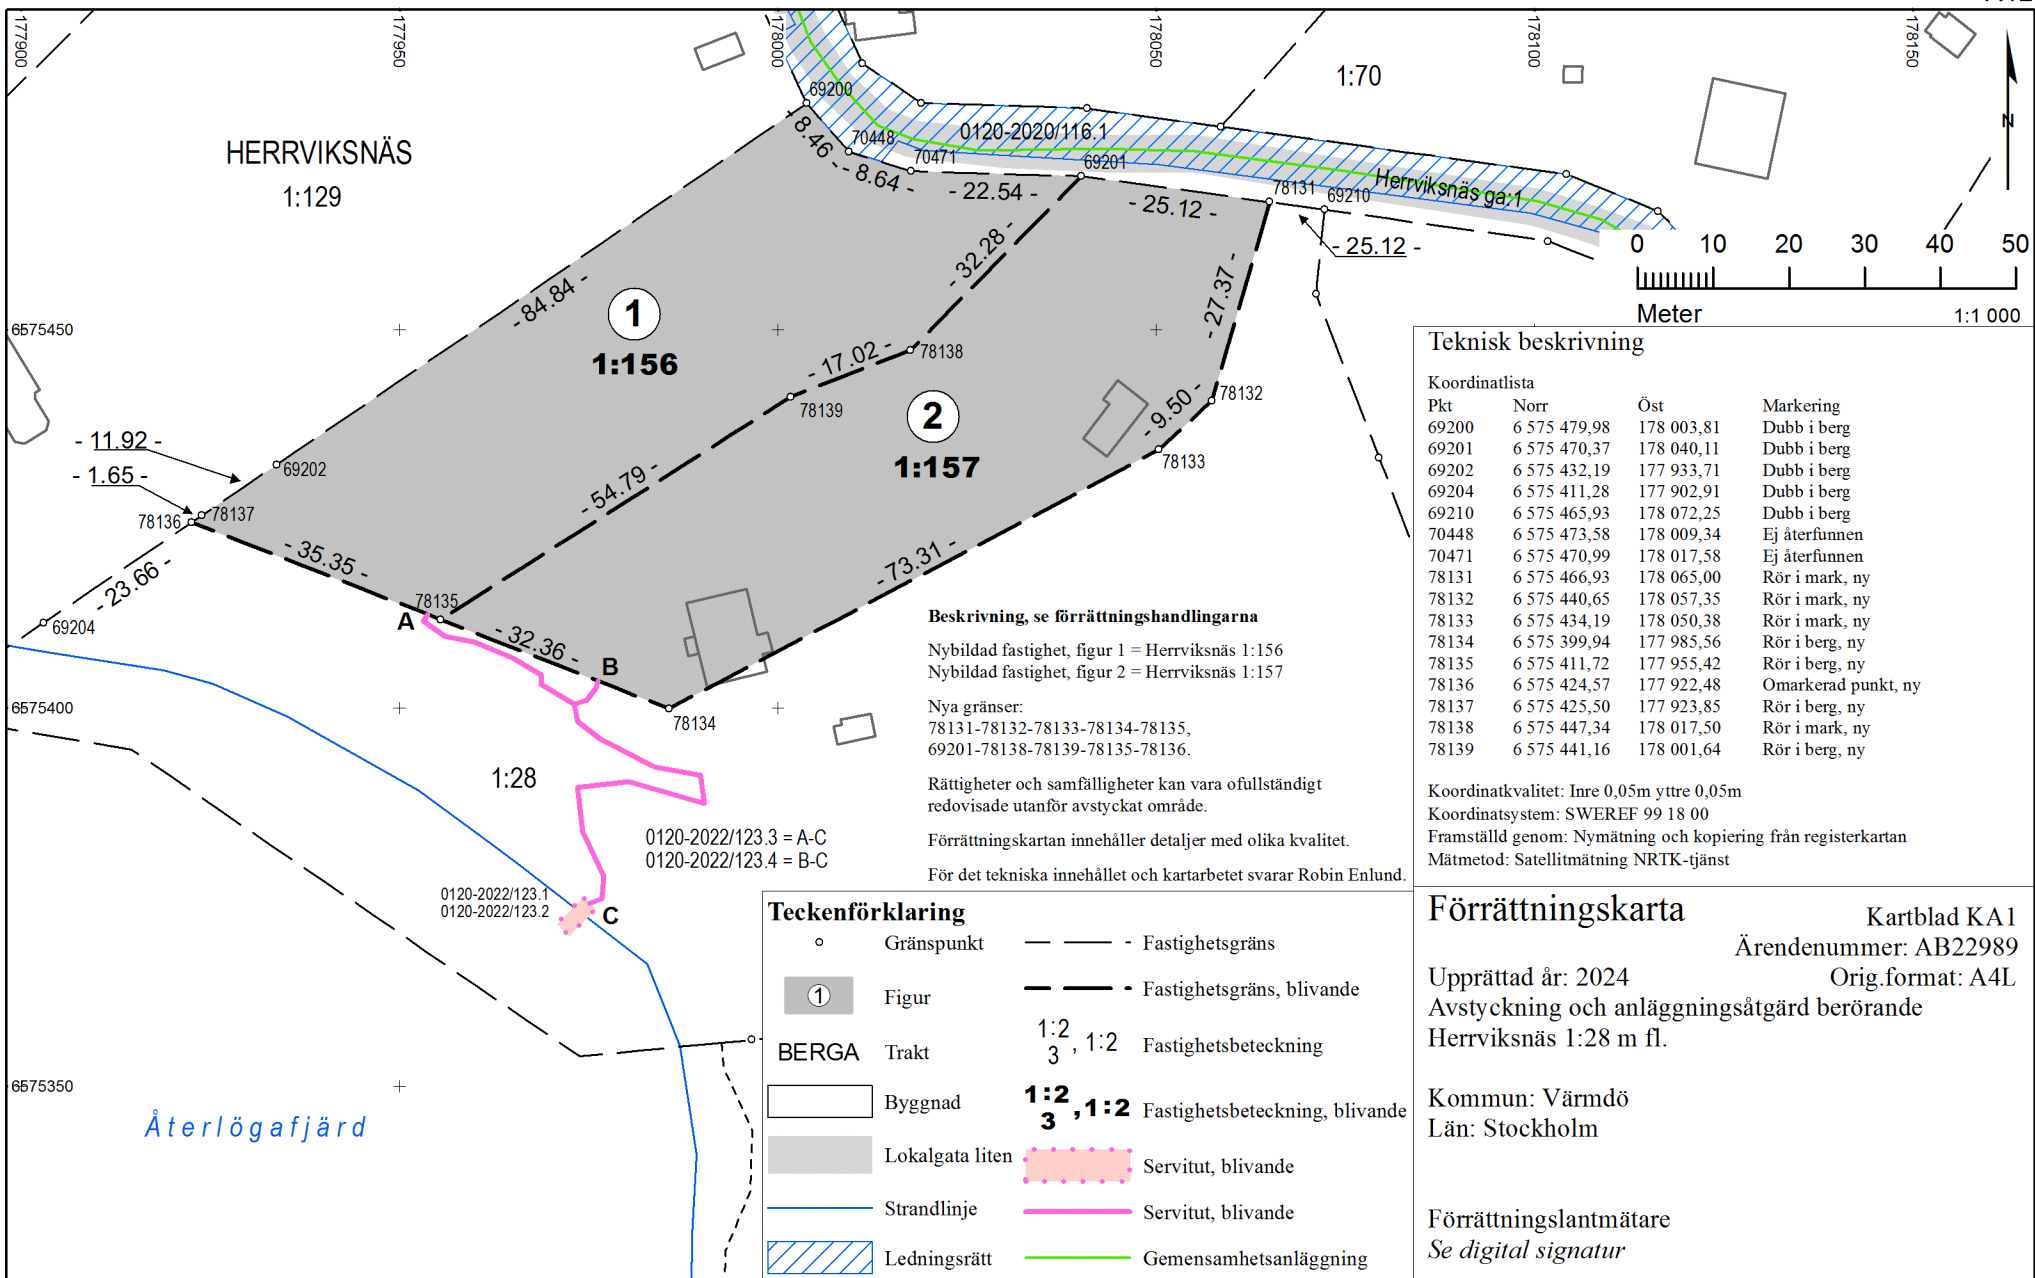 177900
177950
178000
178050
178100
178150
6575450
6575400
6575350
HERRVIKSNÄS
1:129
1:70
N
69200
70448
70471
0120-2020/116.1
69201
78131
69210
Herrviksnäs ga:1
- 8.46 -
- 8.64 -
- 22.54 -
- 25.12 -
- 25.12 -
- 32.28 -
- 27.37 -
- 84.84 -
1
1:156
- 17.02 -
78138
78139
2
1:157
- 9.50 -
78132
78133
- 11.92 -
- 1.65 -
69202
78136
78137
- 54.79 -
- 35.35 -
- 73.31 -
- 23.66 -
69204
78135
A
- 32.36 -
B
78134
1:28
0120-2022/123.3 = A-C
0120-2022/123.4 = B-C
0120-2022/123.1
0120-2022/123.2
C
Återlögafjärd
0 10 20 30 40 50
Meter 1:1 000
Beskrivning, se förrättningshandlingarna
Nybildad fastighet, figur 1 = Herrviksnäs 1:156
Nybildad fastighet, figur 2 = Herrviksnäs 1:157
Nya gränser:
78131-78132-78133-78134-78135,
69201-78138-78139-78135-78136.
Rättigheter och samfälligheter kan vara ofullständigt
redovisade utanför avstyckat område.
Förrättningskartan innehåller detaljer med olika kvalitet.
För det tekniska innehållet och kartarbetet svarar Robin Enlund.
Teknisk beskrivning
Koordinatlista
Pkt Norr Öst Markering
69200 6 575 479,98 178 003,81 Dubb i berg
69201 6 575 470,37 178 040,11 Dubb i berg
69202 6 575 432,19 177 933,71 Dubb i berg
69204 6 575 411,28 177 902,91 Dubb i berg
69210 6 575 465,93 178 072,25 Dubb i berg
70448 6 575 473,58 178 009,34 Ej återfunnen
70471 6 575 470,99 178 017,58 Ej återfunnen
78131 6 575 466,93 178 065,00 Rör i mark, ny
78132 6 575 440,65 178 057,35 Rör i mark, ny
78133 6 575 434,19 178 050,38 Rör i mark, ny
78134 6 575 399,94 177 985,56 Rör i berg, ny
78135 6 575 411,72 177 955,42 Rör i berg, ny
78136 6 575 424,57 177 922,48 Omarkerad punkt, ny
78137 6 575 425,50 177 923,85 Rör i berg, ny
78138 6 575 447,34 178 017,50 Rör i mark, ny
78139 6 575 441,16 178 001,64 Rör i berg, ny
Koordinatkvalitet: Inre 0,05m yttre 0,05m
Koordinatsystem: SWEREF 99 18 00
Framställd genom: Nymätning och kopiering från registerkartan
Mätmetod: Satellitmätning NRTK-tjänst
Teckenförklaring
Gränspunkt
1 Figur
BERGA Trakt
Byggnad
Lokalgata liten
Strandlinje
Ledningsrätt
Fastighetsgräns
Fastighetsgräns, blivande
1:2
3 , 1:2 Fastighetsbeteckning
1:2
3 , 1:2 Fastighetsbeteckning, blivande
Servitut, blivande
Servitut, blivande
Gemensamhetsanläggning
Förrättningskarta
Kartblad KA1
Ärendenummer: AB22989
Upprättad år: 2024 Orig.format: A4L
Avstyckning och anläggningsåtgärd berörande
Herrviksnäs 1:28 m fl.
Kommun: Värmdö
Län: Stockholm
Förrättningslantmätare
Se digital signatur